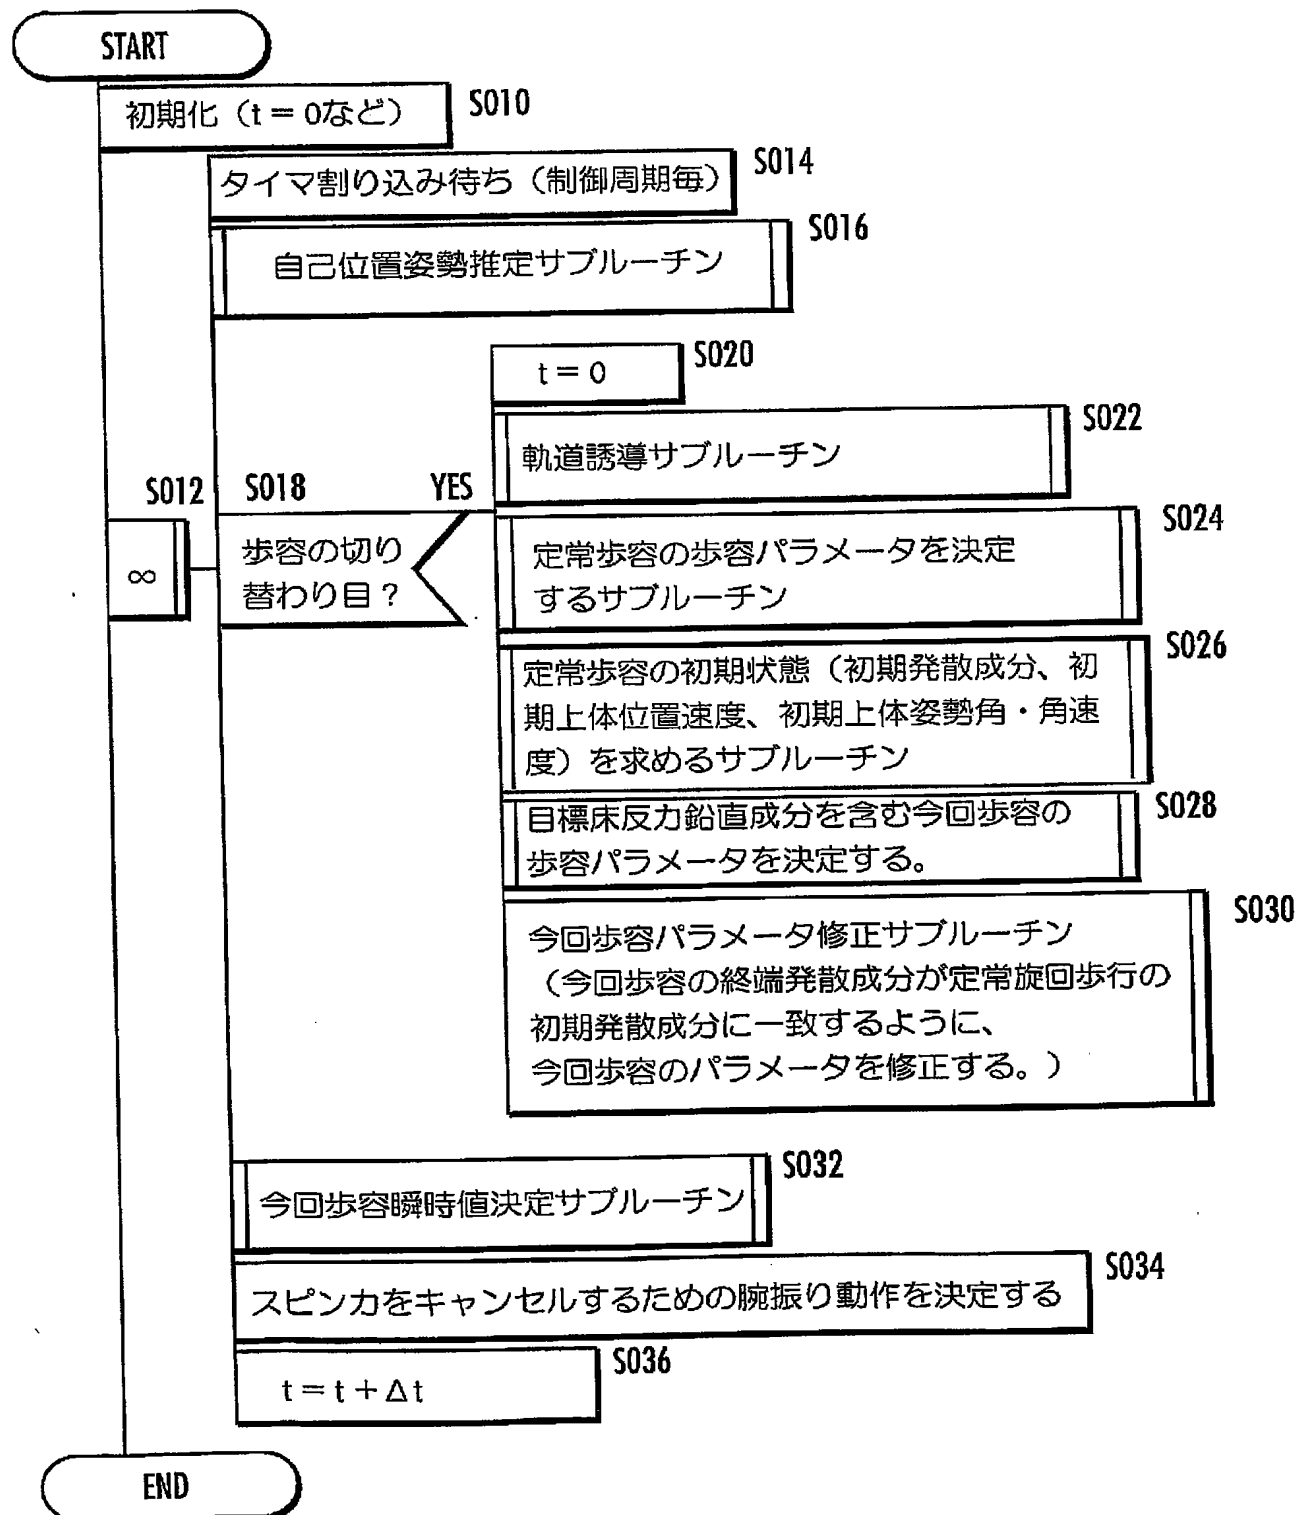 START
初期化（t = 0など）
S010
タイマ割り込み待ち（制御周期毎）
S014
自己位置姿勢推定サブルーチン
S016
t = 0
S020
軌道誘導サブルーチン
S022
S012
∞
S018
YES
歩容の切り
替わり目？
定常歩容の歩容パラメータを決定
するサブルーチン
S024
定常歩容の初期状態（初期発散成分、初
期上体位置速度、初期上体姿勢角・角速
度）を求めるサブルーチン
S026
目標床反力鉛直成分を含む今回歩容の
歩容パラメータを決定する。
S028
今回歩容パラメータ修正サブルーチン
（今回歩容の終端発散成分が定常旋回歩行の
初期発散成分に一致するように、
今回歩容のパラメータを修正する。）
S030
今回歩容瞬時値決定サブルーチン
S032
スピン力をキャンセルするための腕振り動作を決定する
S034
t = t + Δt
S036
END